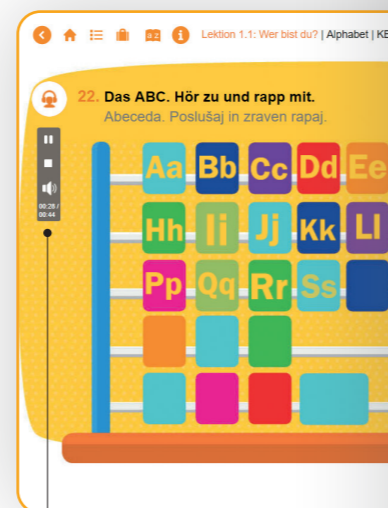 Lektion 1.1: Wer bist du? | Alphabet | KE
22. Das ABC. Hör zu und rapp mit.
Abeceda. Poslušaj in zraven rapaj.
00:28 /
00:44
Aa Bb Cc Dd Ee
Hh Ii Jj Kk Ll
Pp Qq Rr Ss